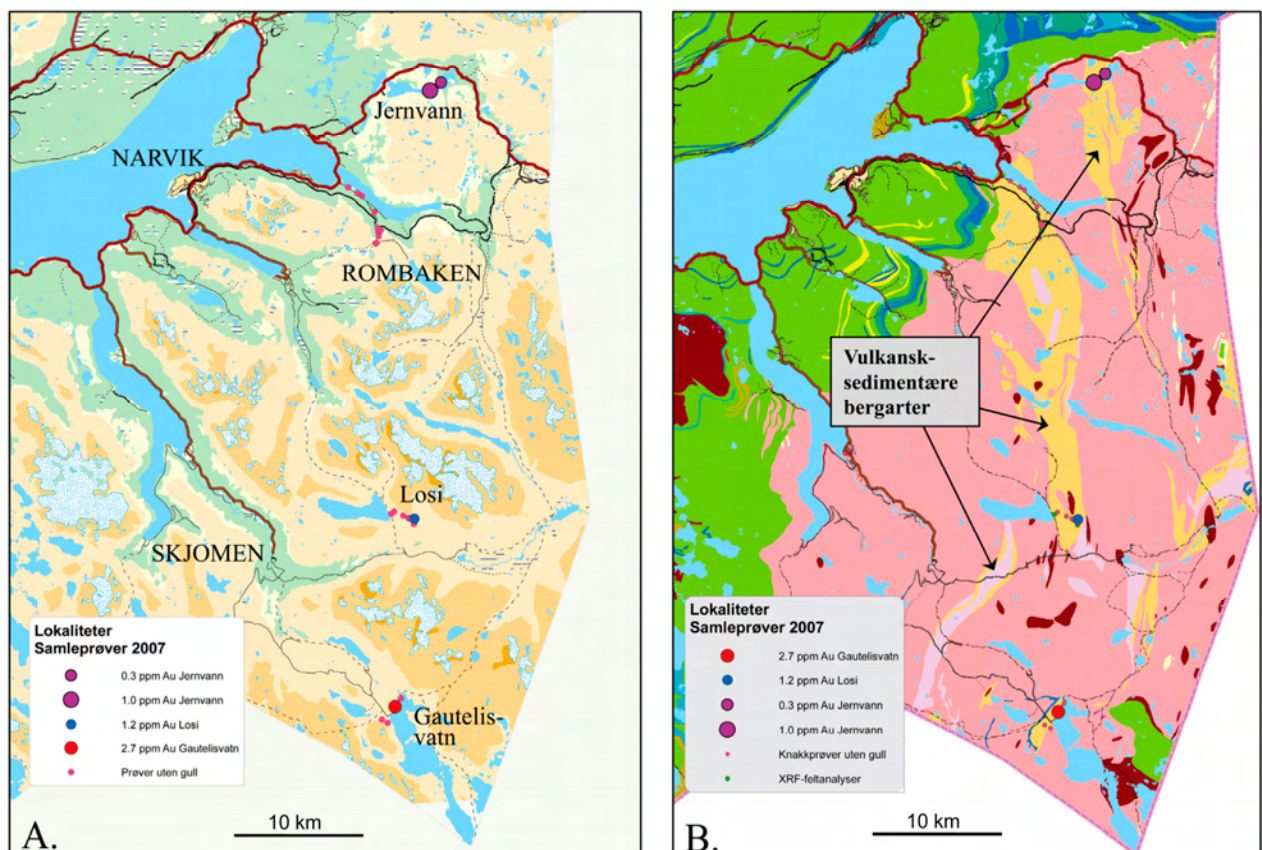 Jernvann
NARVIK
ROMBAKEN
Losi
SKJOMEN
Gautelis-
vatn
Lokaliteter
Samleprøver 2007
0.3 ppm Au Jernvann
1.0 ppm Au Jernvann
1.2 ppm Au Losi
2.7 ppm Au Gautelisvatn
Prøver uten gull
10 km
A.
Vulkansk-
sedimentære
bergarter
Lokaliteter
Samleprøver 2007
2.7 ppm Au Gautelisvatn
1.2 ppm Au Losi
0.3 ppm Au Jernvann
1.0 ppm Au Jernvann
Knakkprøver uten gull
XRF-feltanalyser
10 km
B.